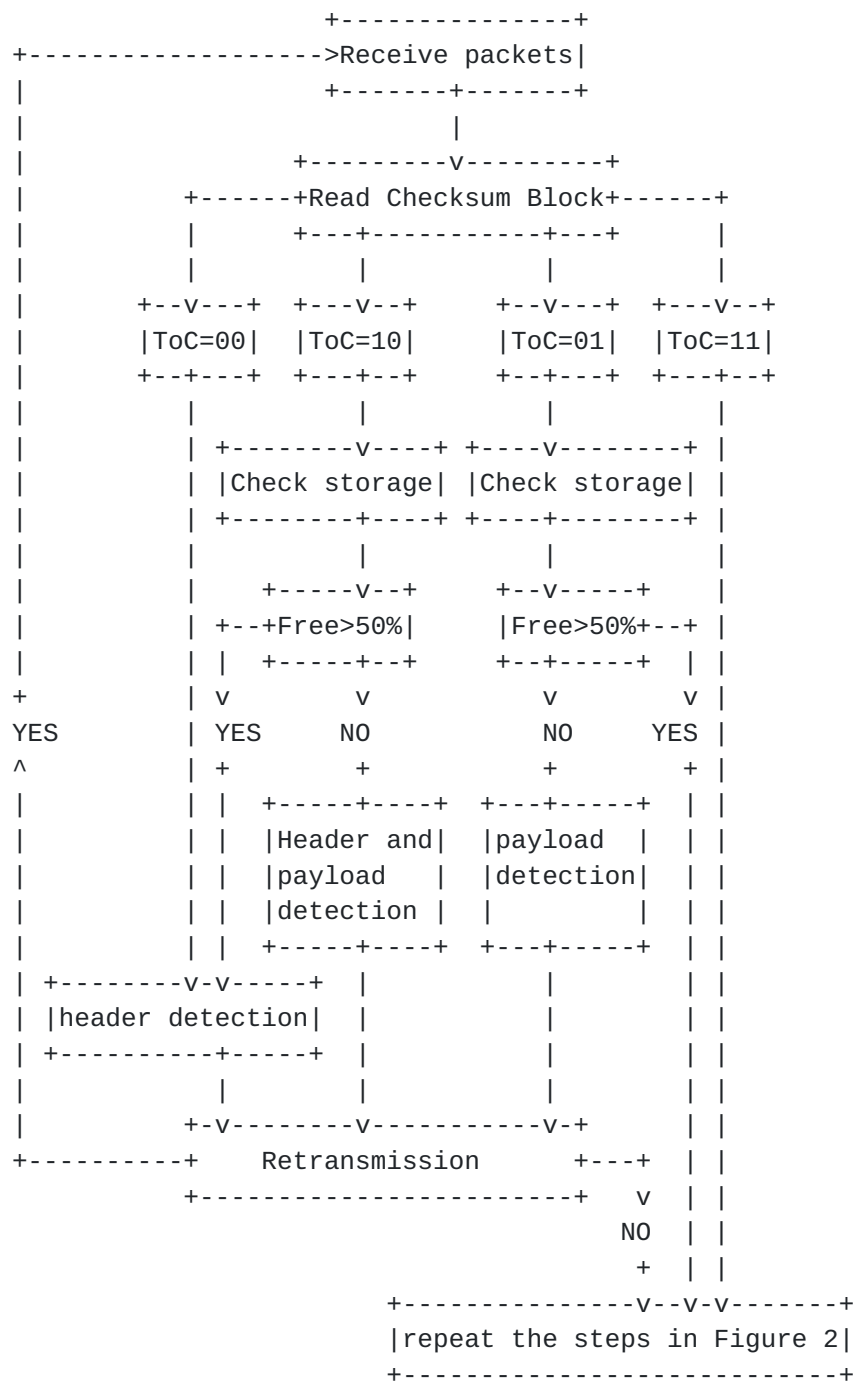 Receive packets
Read Checksum Block
ToC=00 ToC=10 ToC=01 ToC=11
Check storage Check storage
Free>50% Free>50%
YES YES NO NO YES
Header and payload
payload detection
detection
header detection
Retransmission
NO
repeat the steps in Figure 2